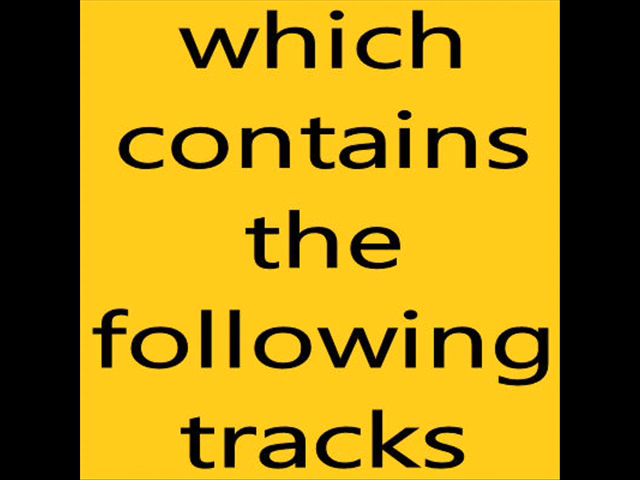 which
contains
the
following
tracks